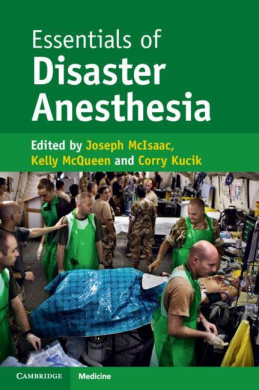 Essentials of
Disaster
Anesthesia
Edited by Joseph McIsaac,
Kelly McQueen and Corry Kucik
CAMBRIDGE
Medicine